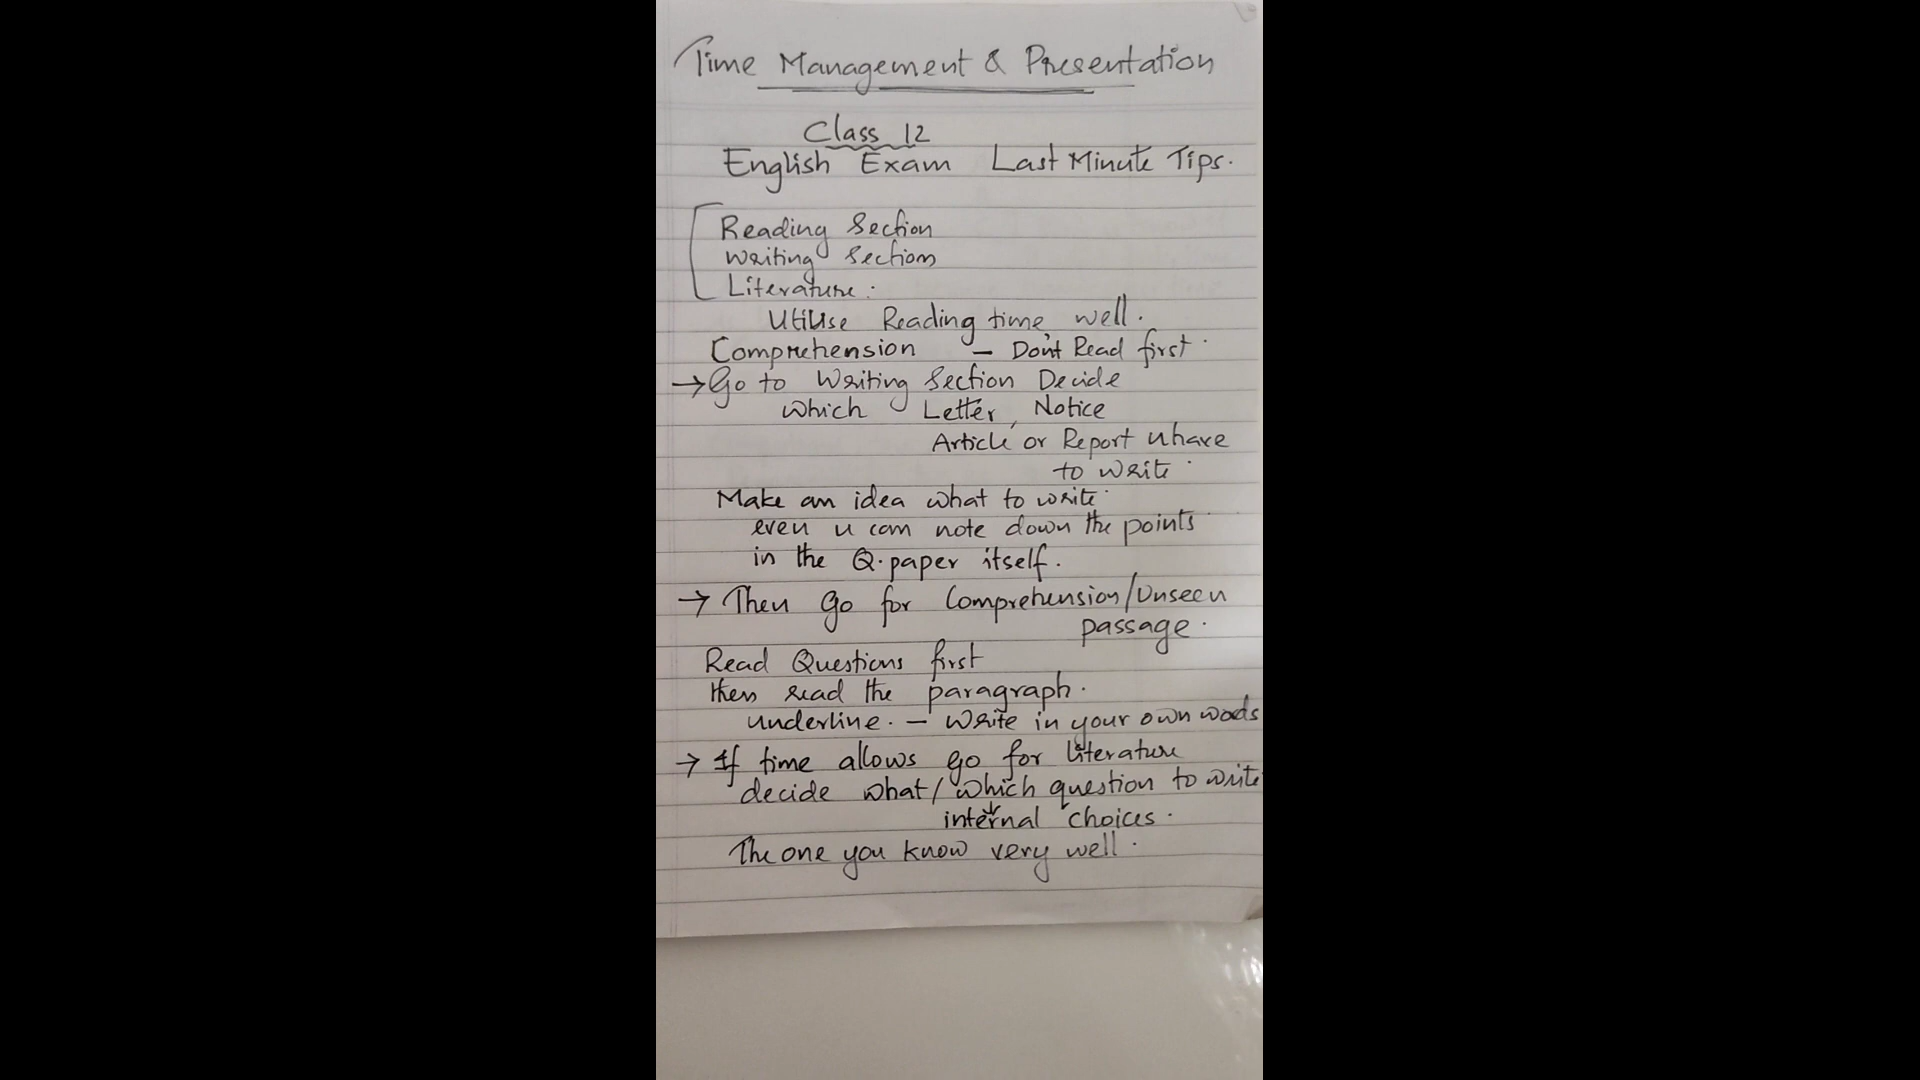 Time Management & Presentation
Class 12
English Exam Last Minute Tips.
Reading Section
Writing Section
Literature.
Utilise Reading time well.
Comprehension - Don't Read first.
→ Go to Writing Section Decide
which Letter, Notice
Article or Report u have
to write.
Make an idea what to write.
even u can note down the points
in the Q.paper itself.
→ Then go for Comprehension/Unseen
passage.
Read Questions first
then read the paragraph.
underline. - Write in your own words
→ If time allows go for literature
decide what/which question to write
internal choices.
The one you know very well.